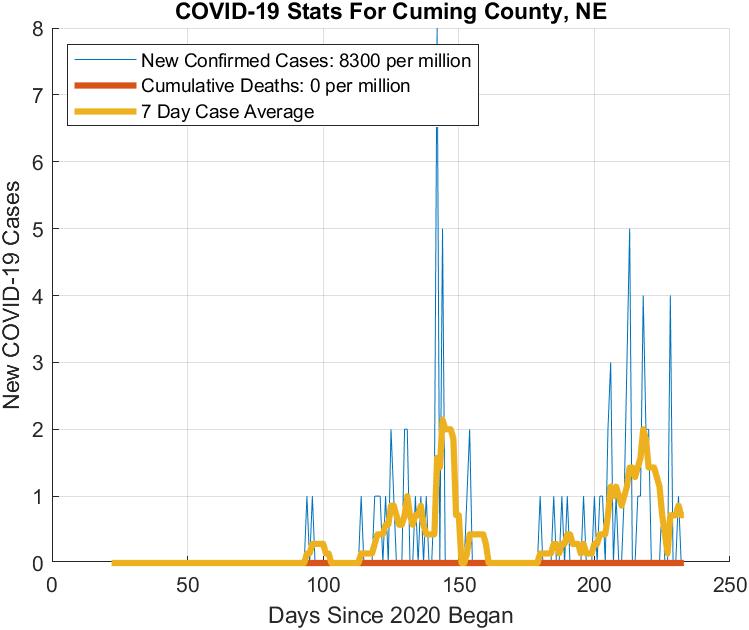 COVID-19 Stats For Cuming County, NE
New Confirmed Cases: 8300 per million
Cumulative Deaths: 0 per million
7 Day Case Average
New COVID-19 Cases
8
7
6
5
4
3
2
1
0
0 50 100 150 200 250
Days Since 2020 Began